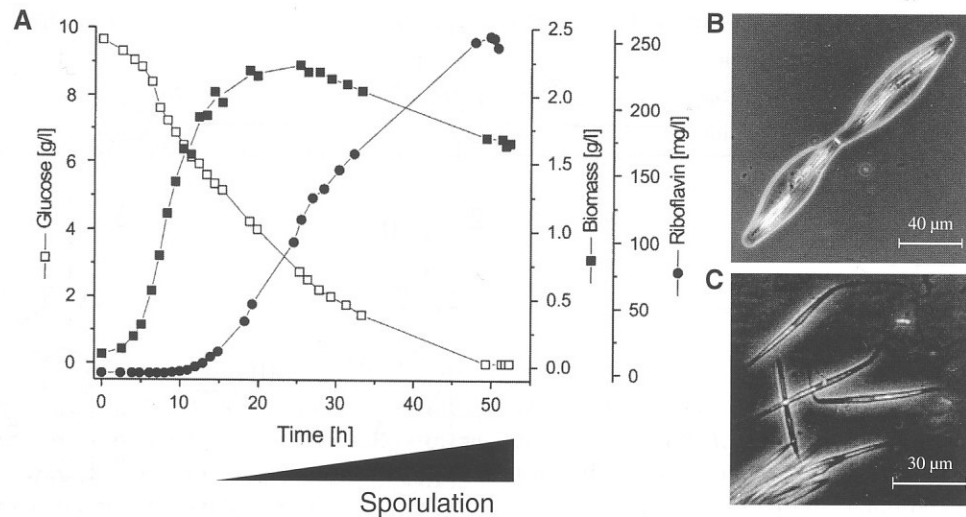 A
10
8
6
4
2
0
—□— Glucose [g/l]
0
10
20
30
40
50
Time [h]
2.5
2.0
1.5
1.0
0.5
0.0
—■— Biomass [g/l]
250
200
150
100
50
0
—●— Riboflavin [mg/l]
Sporulation
B
40 µm
C
30 µm